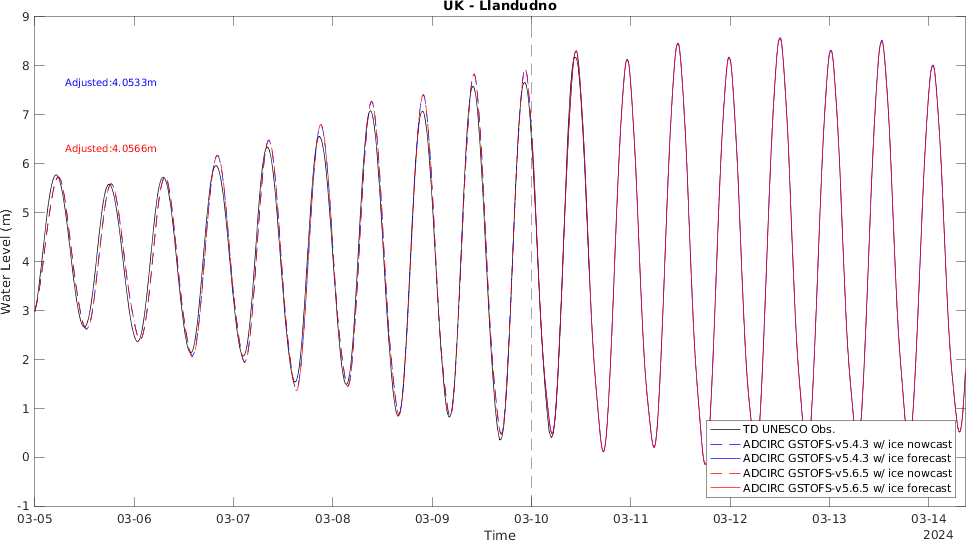 UK - Llandudno
9
8
7
6
5
4
3
2
1
0
-1
Water Level (m)
Adjusted:4.0533m
Adjusted:4.0566m
TD UNESCO Obs.
ADCIRC GSTOFS-v5.4.3 w/ ice nowcast
ADCIRC GSTOFS-v5.4.3 w/ ice forecast
ADCIRC GSTOFS-v5.6.5 w/ ice nowcast
ADCIRC GSTOFS-v5.6.5 w/ ice forecast
03-05 03-06 03-07 03-08 03-09 03-10 03-11 03-12 03-13 03-14
Time
2024